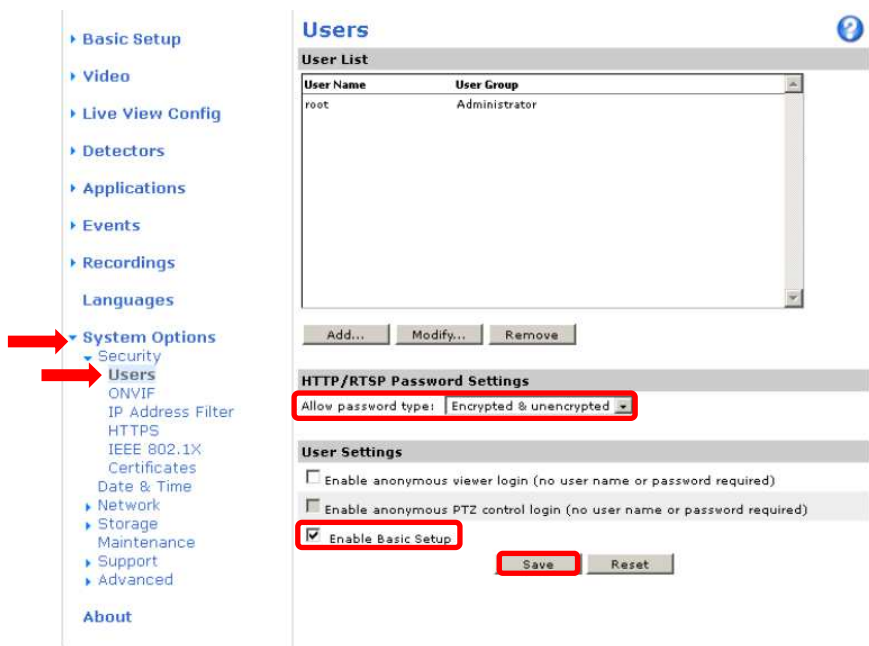 Basic Setup
Video
Live View Config
Detectors
Applications
Events
Recordings
Languages
System Options
Security
Users
ONVIF
IP Address Filter
HTTPS
IEEE 802.1X
Certificates
Date & Time
Network
Storage
Maintenance
Support
Advanced
About
Users
?
User List
User Name User Group
root Administrator
Add... Modify... Remove
HTTP/RTSP Password Settings
Allow password type: Encrypted & unencrypted
User Settings
Enable anonymous viewer login (no user name or password required)
Enable anonymous PTZ control login (no user name or password required)
Enable Basic Setup
Save Reset